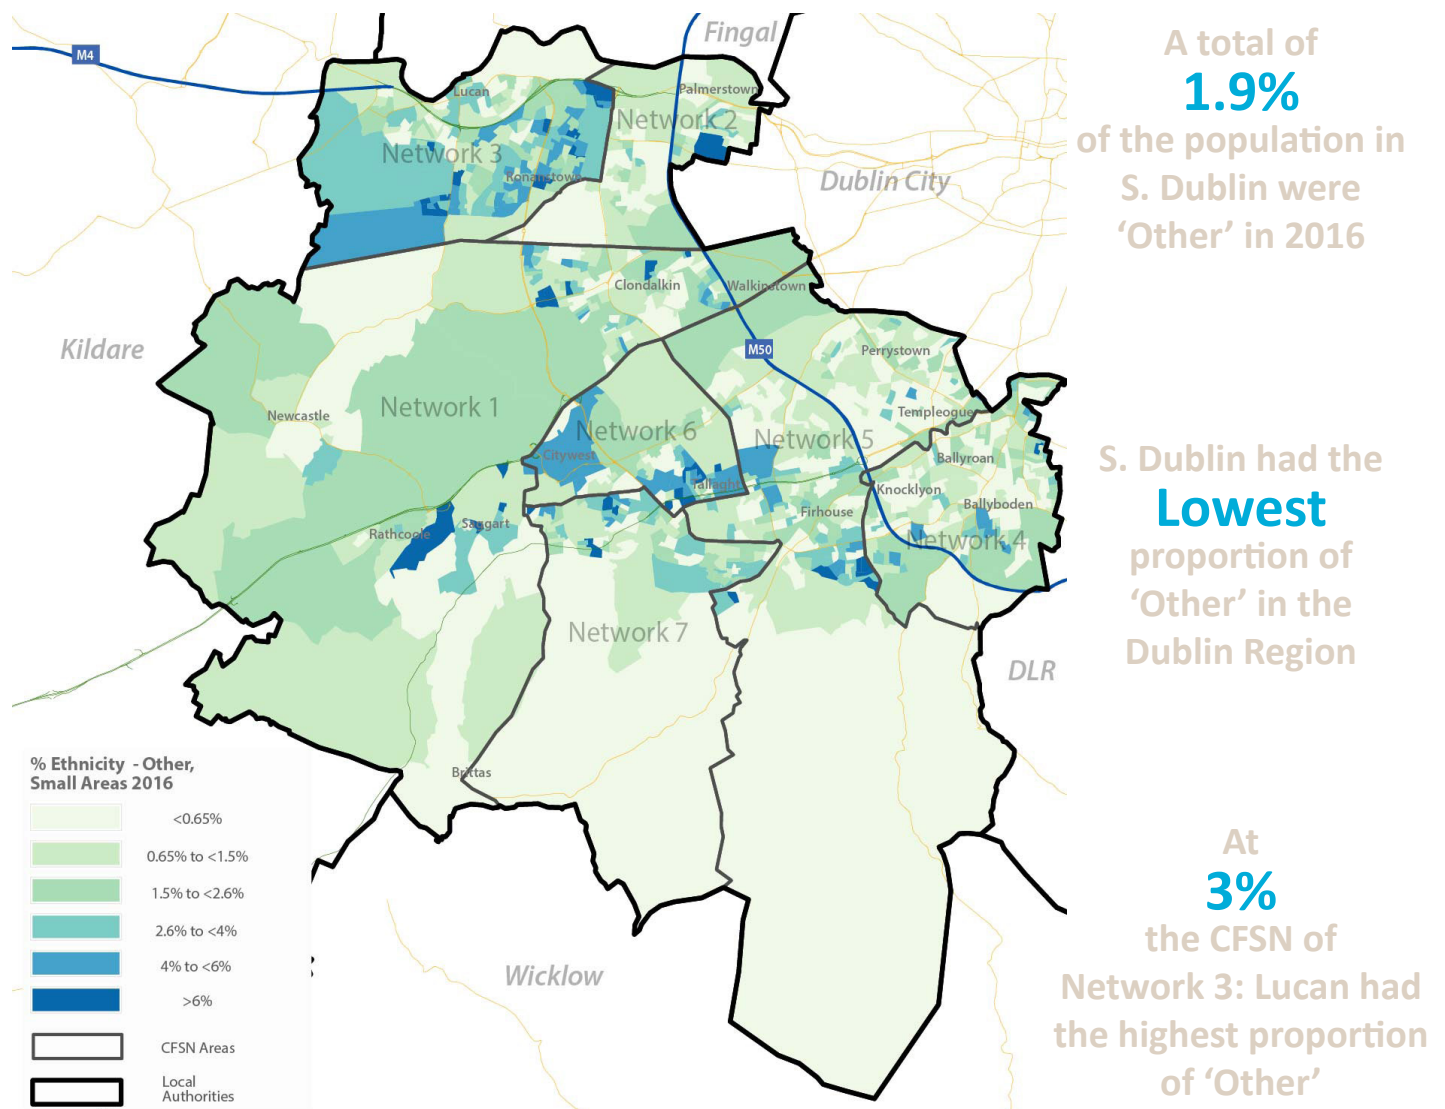 Fingal
M4
Lucan
Palmerstown
Network 2
Network 3
Ronanstown
Dublin City
Clondalkin
Walkinstown
Kildare
M50
Perrystown
Newcastle
Network 1
Templeogue
Network 6
Network 5
Citywest
Ballyroan
Tallaght
Knocklyon
Ballyboden
Firhouse
Saggart
Rathcoole
Network 4
Network 7
DLR
Brittas
Wicklow
% Ethnicity - Other,
Small Areas 2016
<0.65%
0.65% to <1.5%
1.5% to <2.6%
2.6% to <4%
4% to <6%
>6%
CFSN Areas
Local
Authorities
A total of
1.9%
of the population in
S. Dublin were
‘Other’ in 2016
S. Dublin had the
Lowest
proportion of
‘Other’ in the
Dublin Region
At
3%
the CFSN of
Network 3: Lucan had
the highest proportion
of ‘Other’